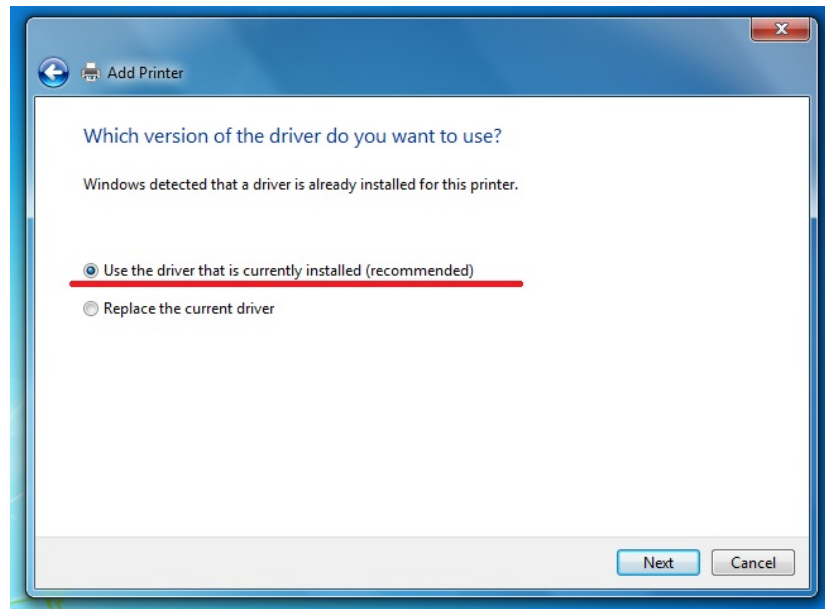 Add Printer
Which version of the driver do you want to use?
Windows detected that a driver is already installed for this printer.
Use the driver that is currently installed (recommended)
Replace the current driver
Next
Cancel